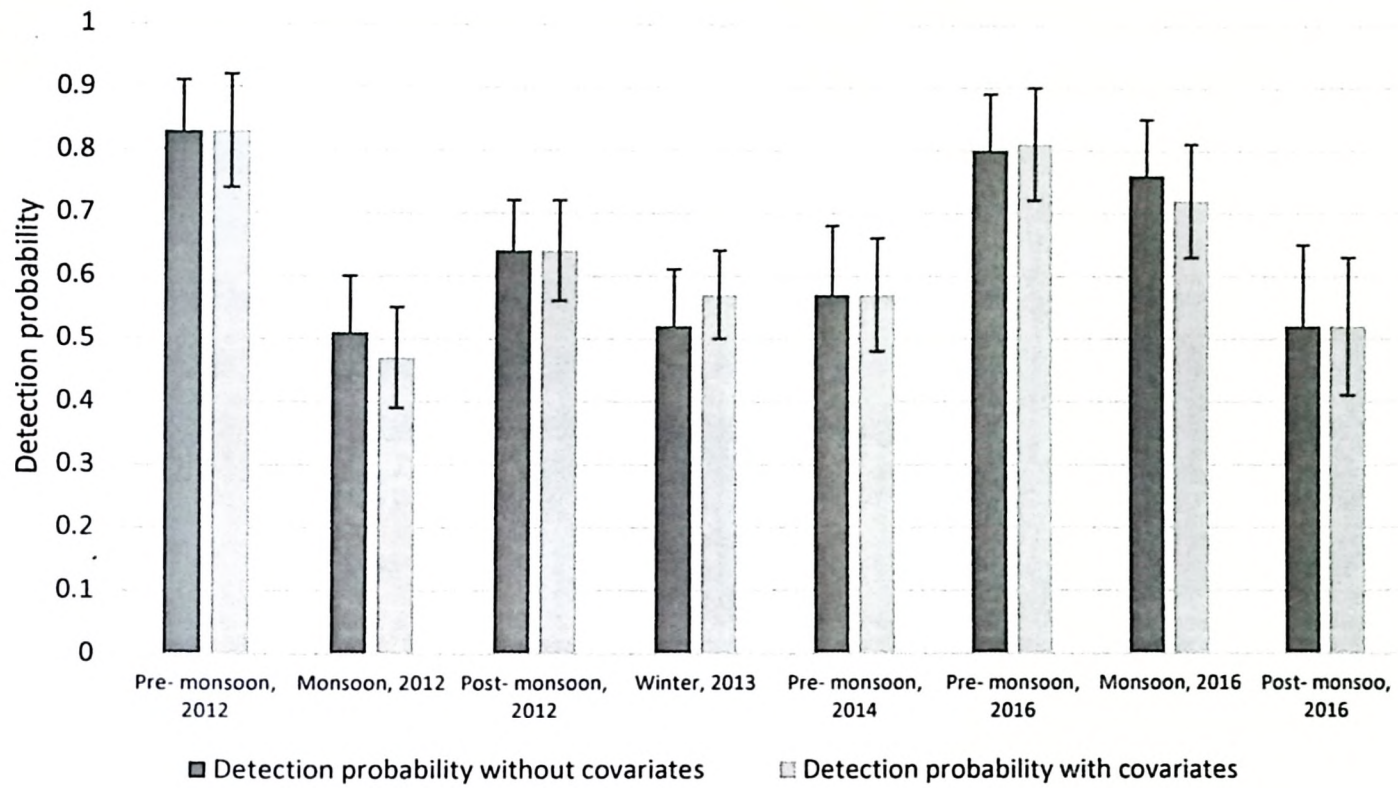 1
0.9
0.8
0.7
0.6
0.5
0.4
0.3
0.2
0.1
0
Detection probability
Pre- monsoon, 2012
Monsoon, 2012
Post- monsoon, 2012
Winter, 2013
Pre- monsoon, 2014
Pre- monsoon, 2016
Monsoon, 2016
Post- monsoo, 2016
Detection probability without covariates
Detection probability with covariates